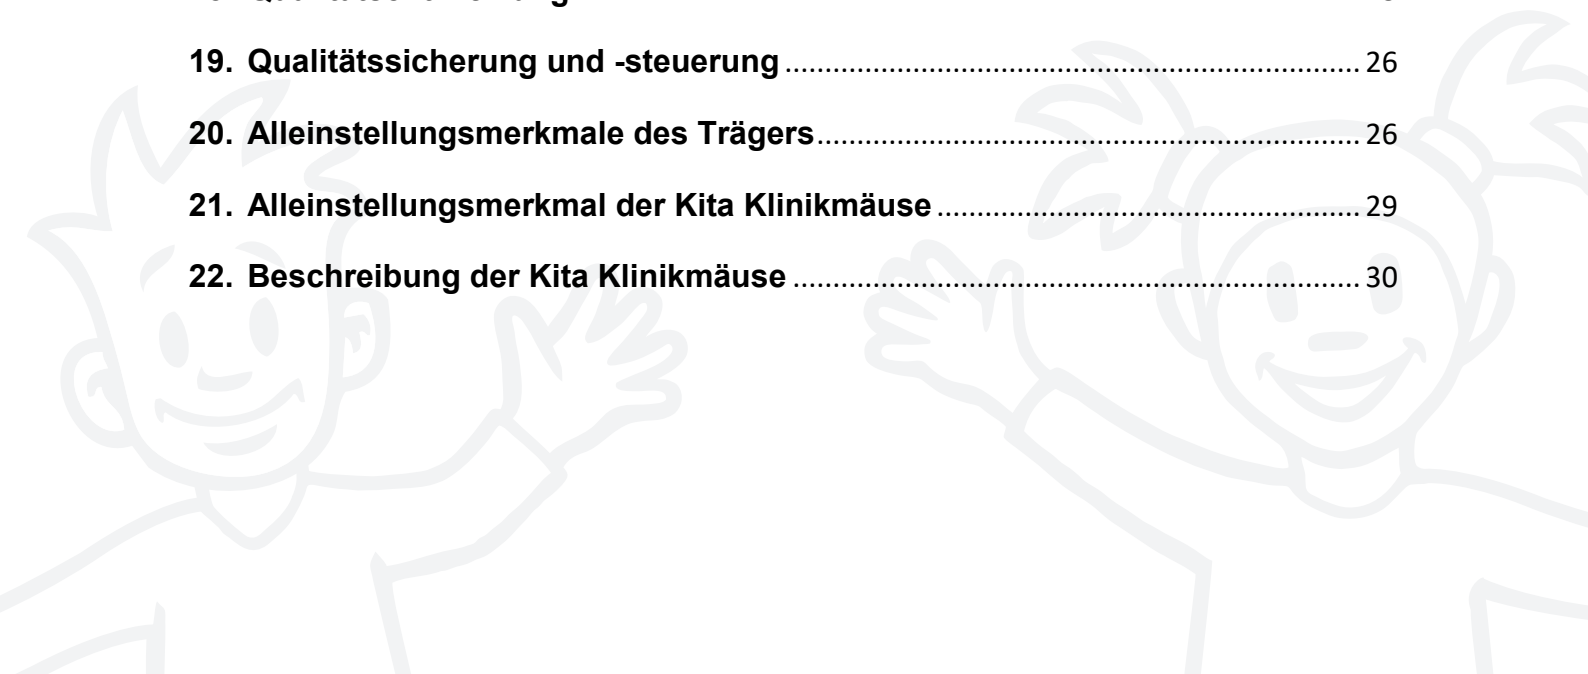 19. Qualitätssicherung und -steuerung 26
20. Alleinstellungsmerkmale des Trägers 26
21. Alleinstellungsmerkmal der Kita Klinikmäuse 29
22. Beschreibung der Kita Klinikmäuse 30